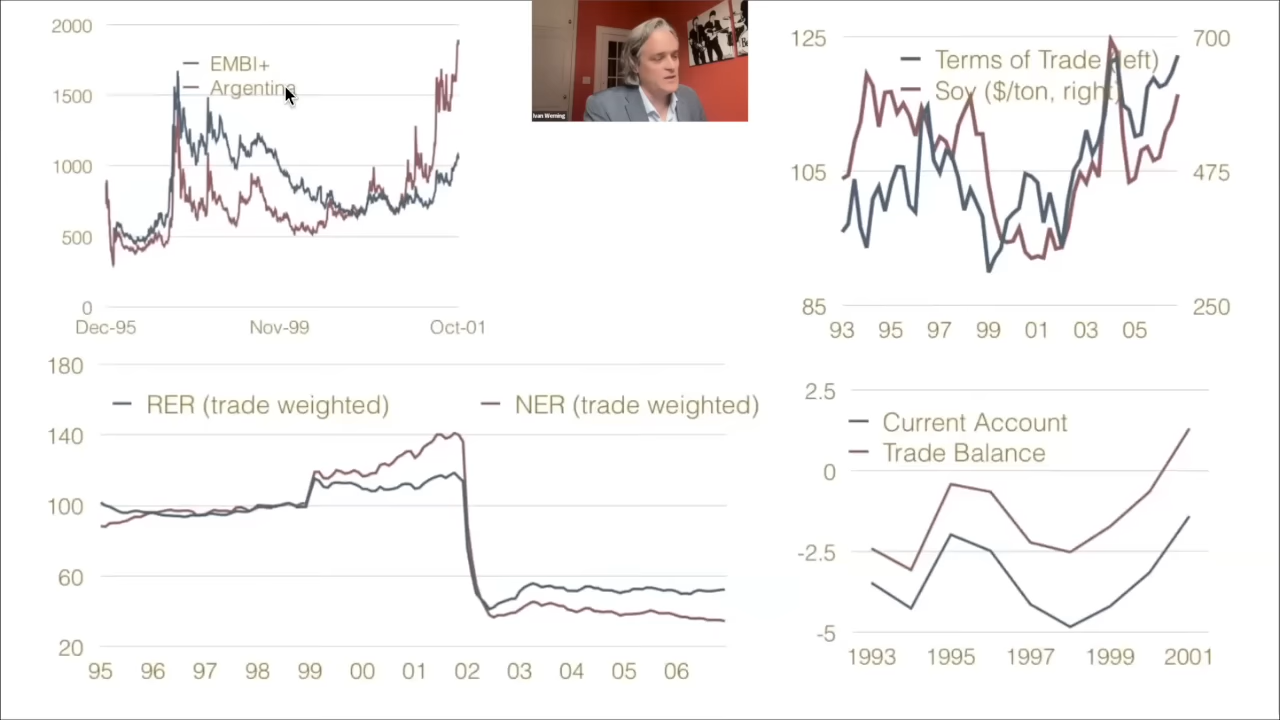 2000
1500
1000
500
0
EMBI+
Argentina
Dec-95
Nov-99
Oct-01
Ivan Werning
125
105
85
700
475
250
Terms of Trade (left)
Soy ($/ton, right)
93 95 97 99 01 03 05
180
140
100
60
20
RER (trade weighted)
NER (trade weighted)
95 96 97 98 99 00 01 02 03 04 05 06
2.5
0
-2.5
-5
Current Account
Trade Balance
1993 1995 1997 1999 2001